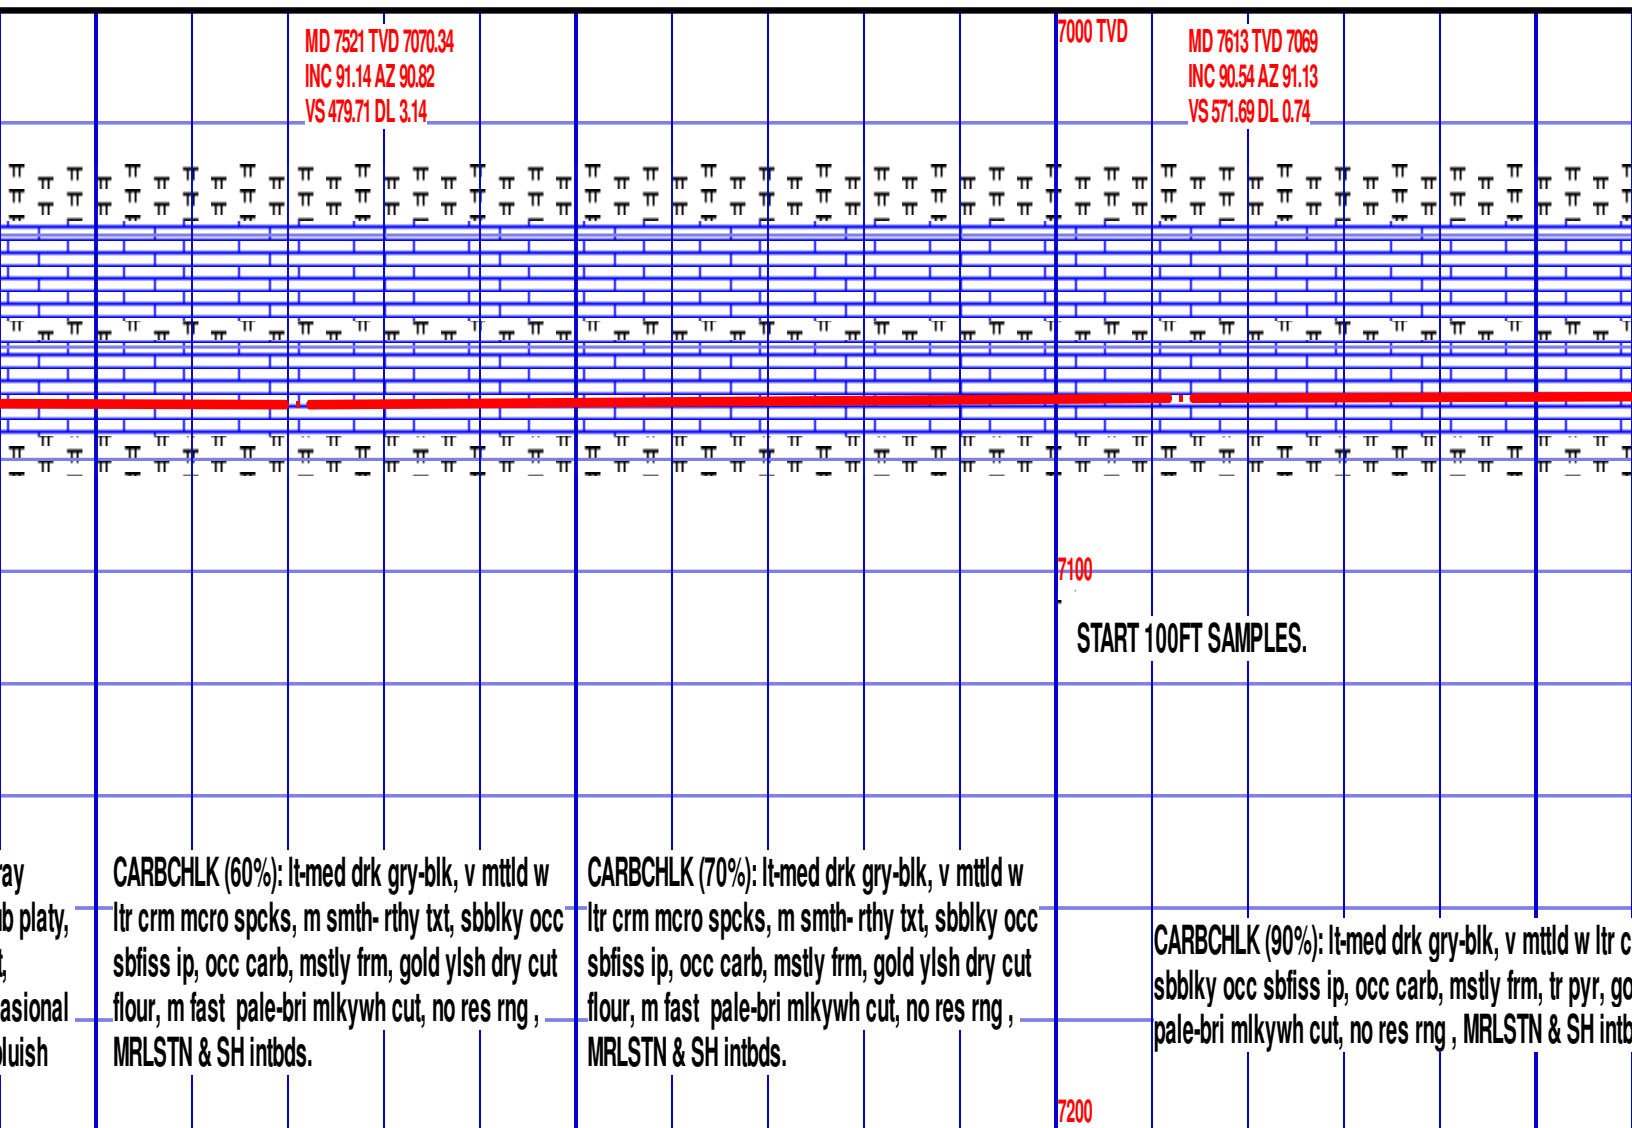 MD 7521 TVD 7070.34
INC 91.14 AZ 90.82
VS 479.71 DL 3.14
7000 TVD
MD 7613 TVD 7069
INC 90.54 AZ 91.13
VS 571.69 DL 0.74
7100
START 100FT SAMPLES.
ray
ub platy,
t,
asional
luish
CARBCHLK (60%): lt-med drk gry-blk, v mttld w
ltr crm mcro spcks, m smth- rthy txt, sbblky occ
sbfiss ip, occ carb, mstly frm, gold ylsh dry cut
flour, m fast  pale-bri mlkywh cut, no res rng ,
MRLSTN & SH intbds.
CARBCHLK (70%): lt-med drk gry-blk, v mttld w
ltr crm mcro spcks, m smth- rthy txt, sbblky occ
sbfiss ip, occ carb, mstly frm, gold ylsh dry cut
flour, m fast  pale-bri mlkywh cut, no res rng ,
MRLSTN & SH intbds.
CARBCHLK (90%): lt-med drk gry-blk, v mttld w ltr c
sbblky occ sbfiss ip, occ carb, mstly frm, tr pyr, go
pale-bri mlkywh cut, no res rng , MRLSTN & SH intb
7200